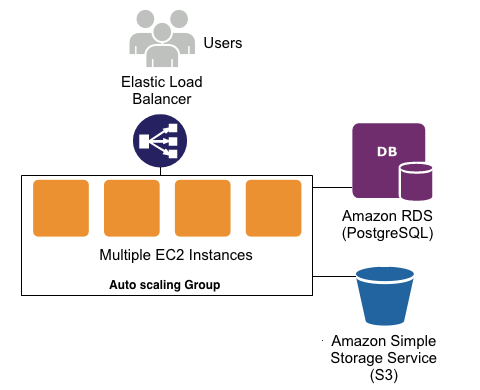 Users
Elastic Load
Balancer
DB
Amazon RDS
(PostgreSQL)
Multiple EC2 Instances
Auto scaling Group
Amazon Simple
Storage Service
(S3)